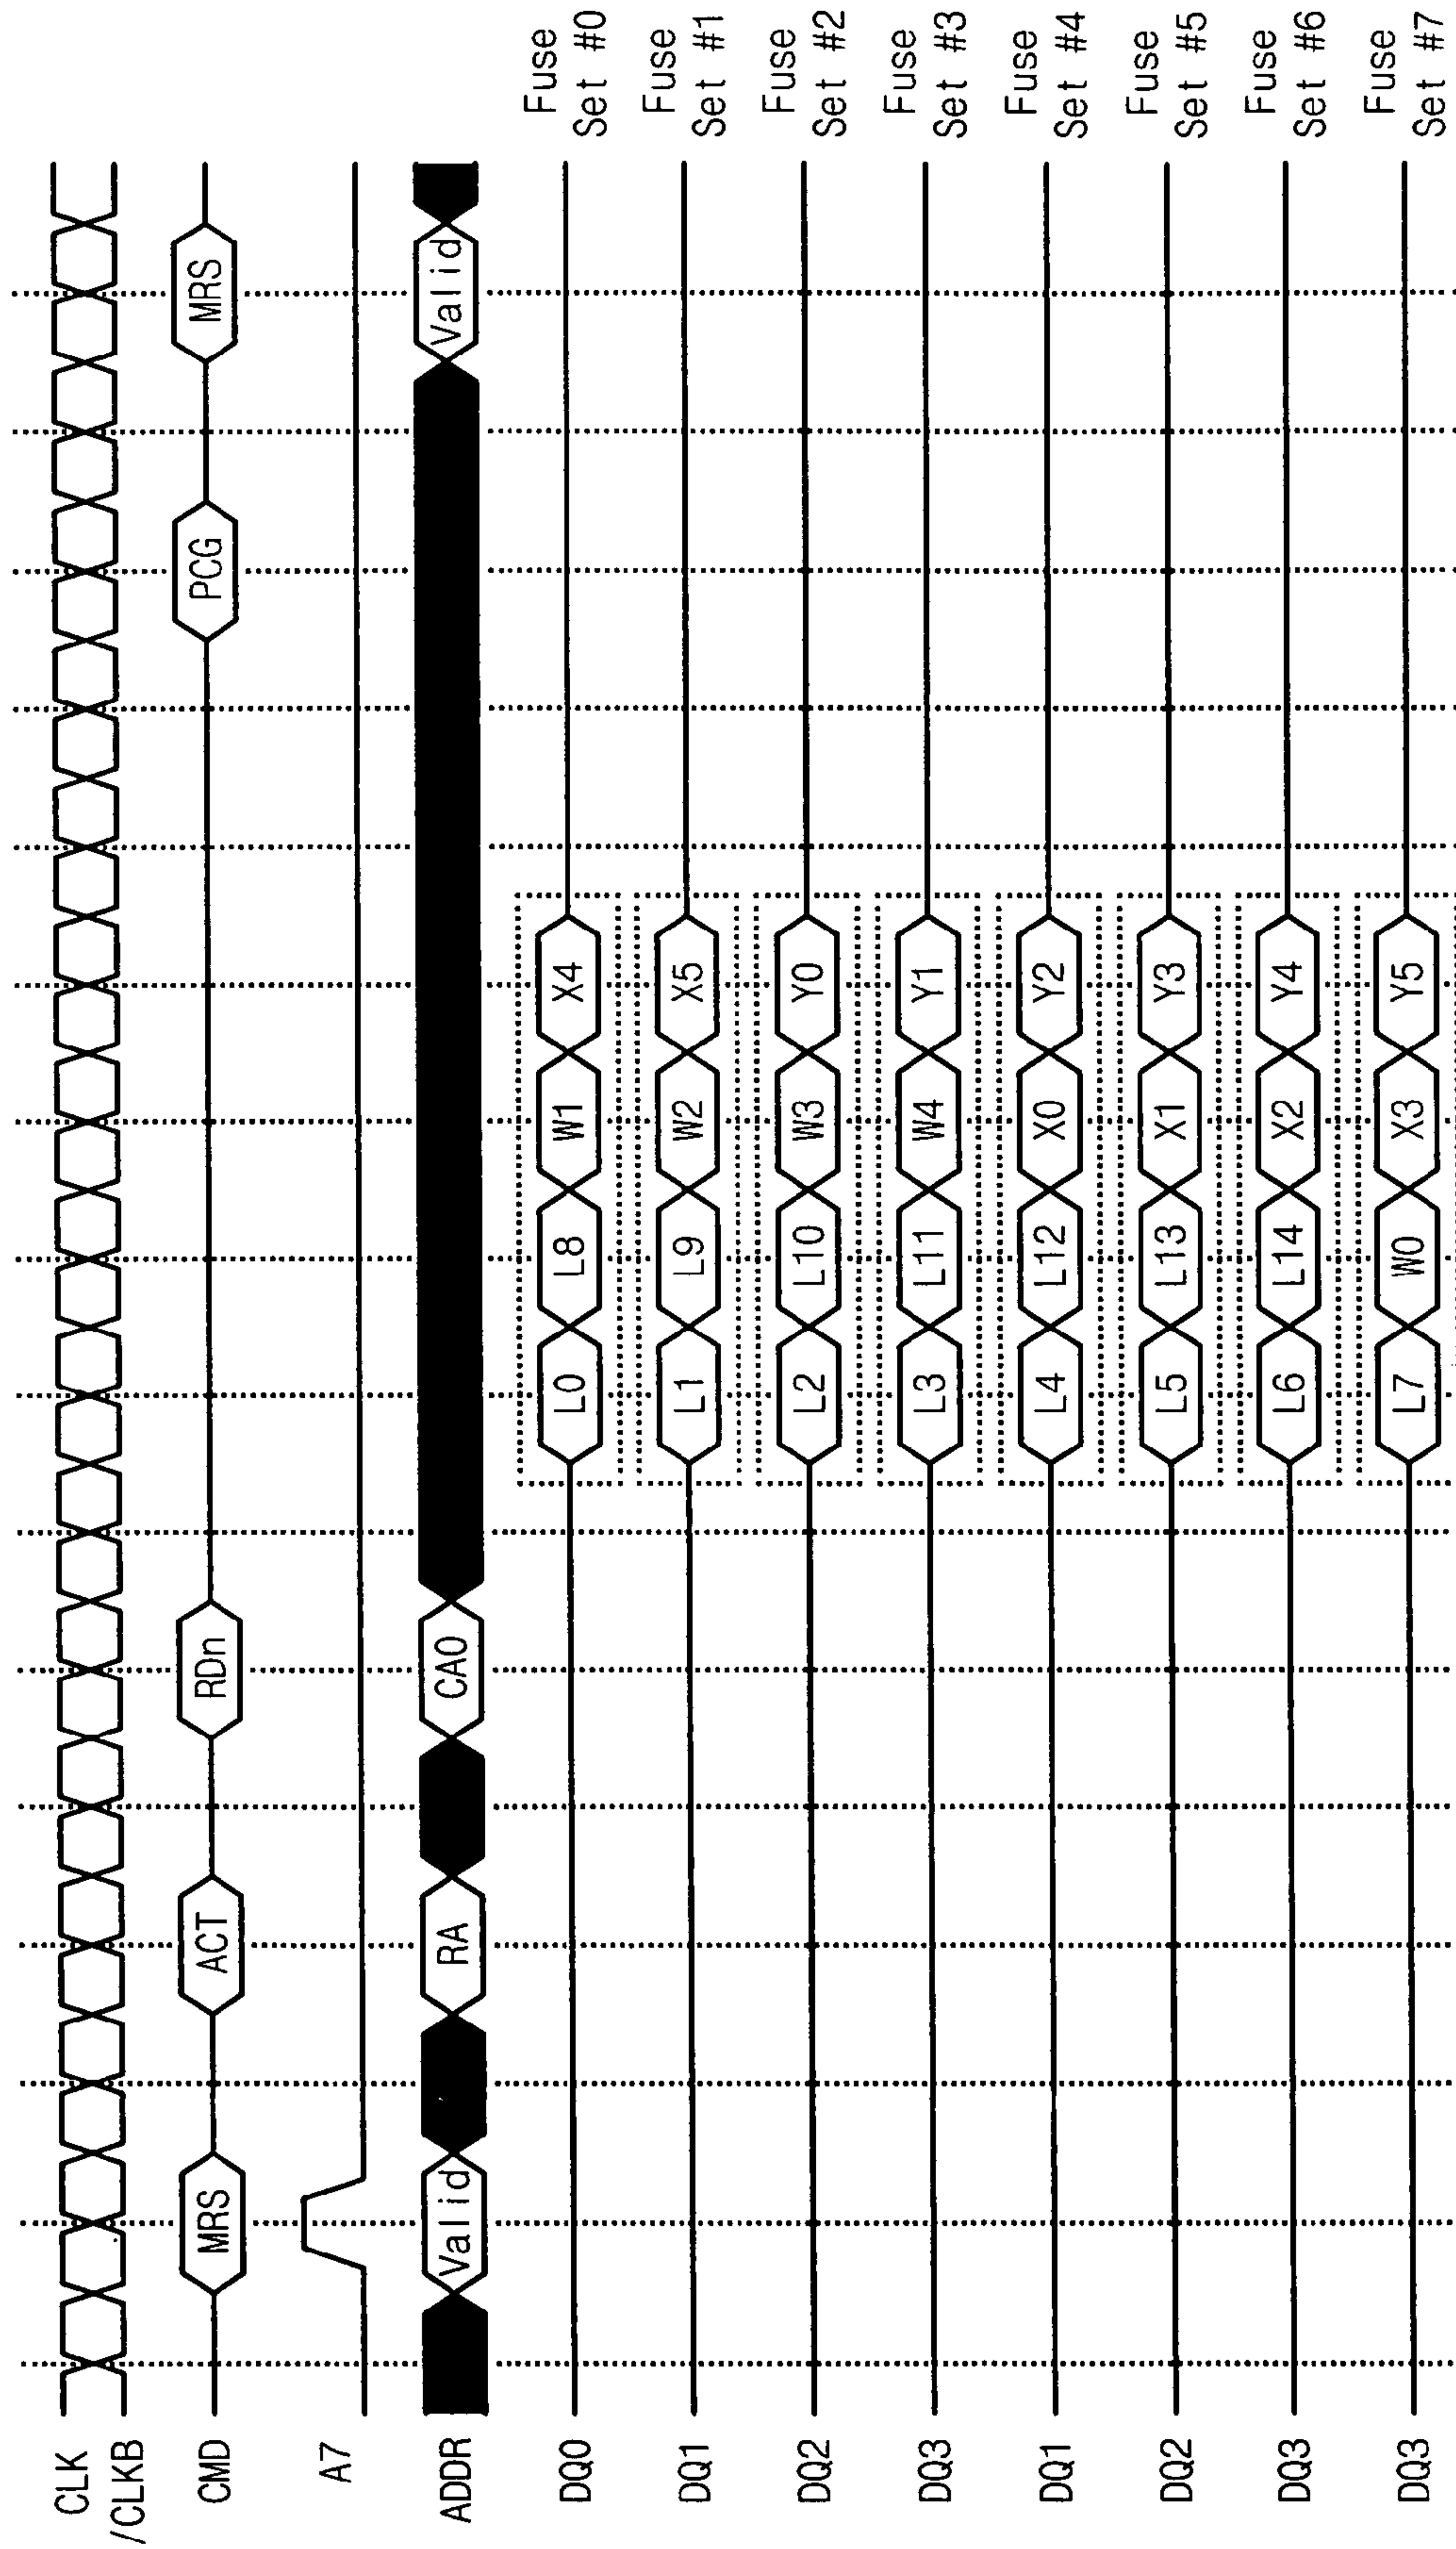 CLK
/CLKB
CMD MRS ACT RDn PCG MRS
A7
ADDR Valid RA CA0 Valid
DQ0 L0 L8 W1 X4 Fuse
Set #0
DQ1 L1 L9 W2 X5 Fuse
Set #1
DQ2 L2 L10 W3 Y0 Fuse
Set #2
DQ3 L3 L11 W4 Y1 Fuse
Set #3
DQ1 L4 L12 X0 Y2 Fuse
Set #4
DQ2 L5 L13 X1 Y3 Fuse
Set #5
DQ3 L6 L14 X2 Y4 Fuse
Set #6
DQ3 L7 W0 X3 Y5 Fuse
Set #7